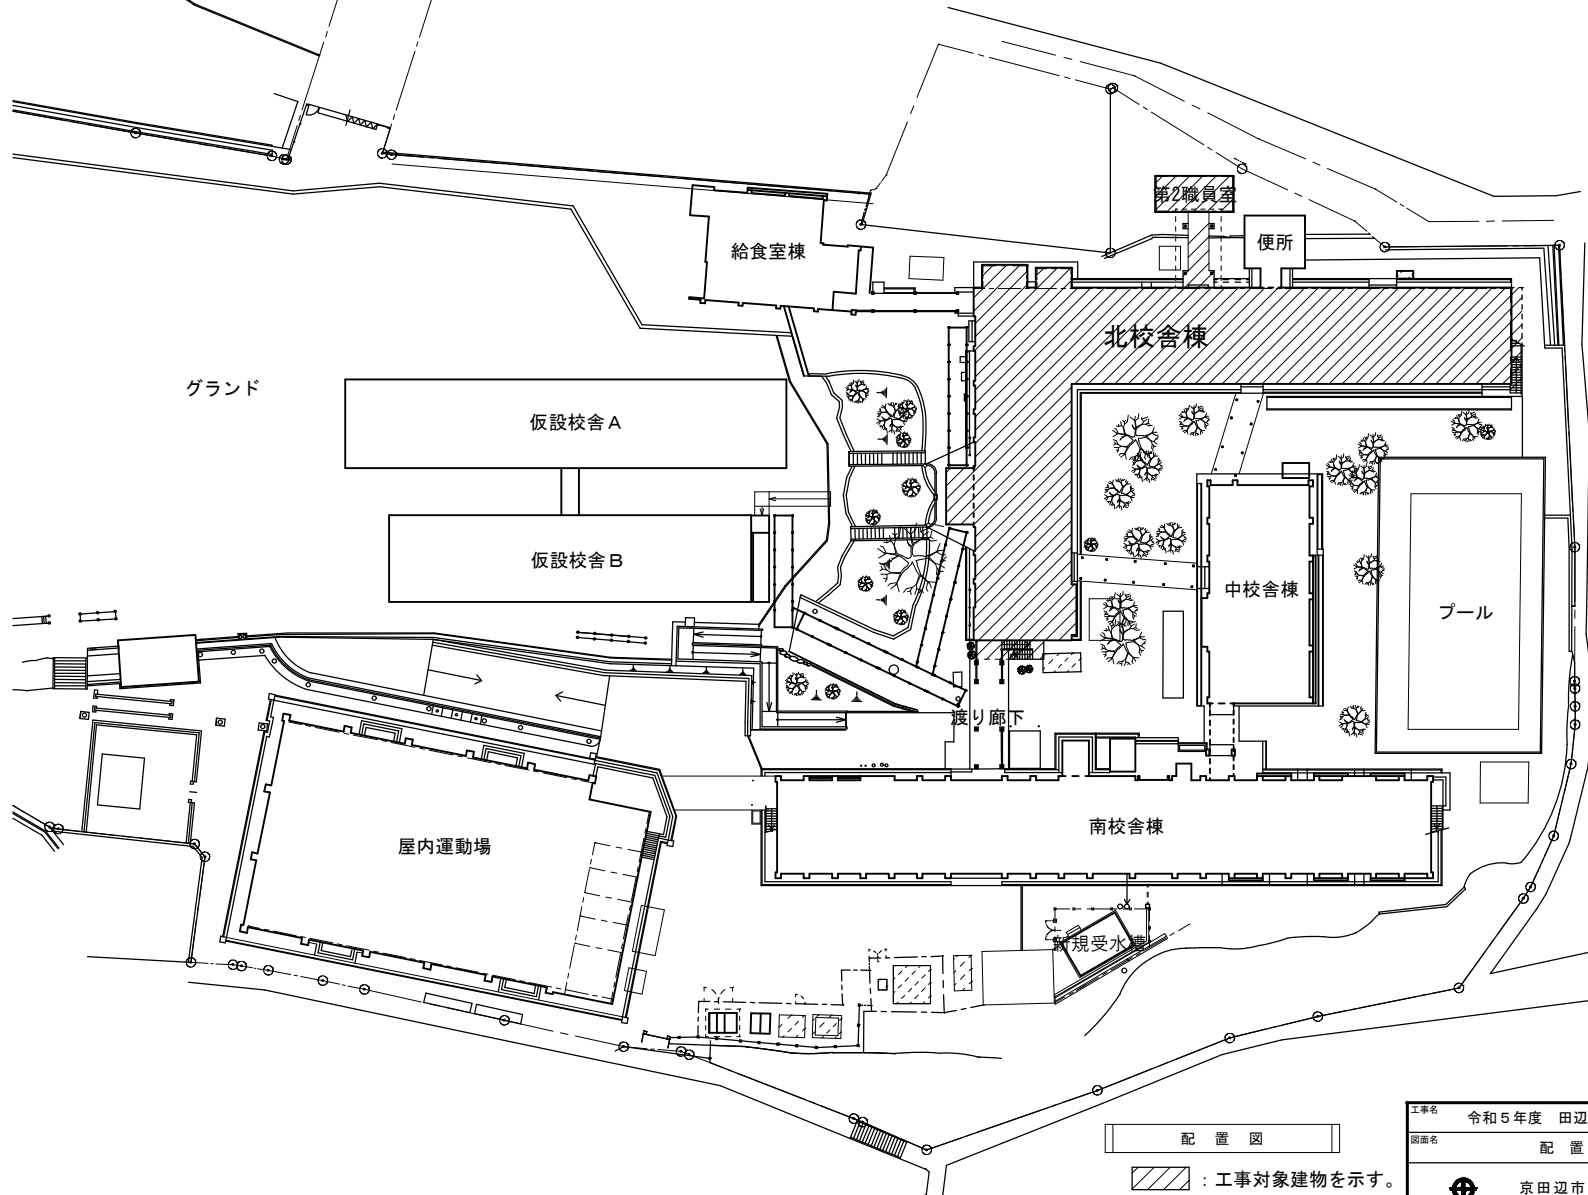 第2職員室
給食室棟
便所
北校舎棟
グランド
仮設校舎A
仮設校舎B
中校舎棟
プール
渡り廊下
南校舎棟
屋内運動場
新規受水槽
配 置 図
：工事対象建物を示す。
工事名 令和5年度 田辺
図面名 配 置
京田辺市